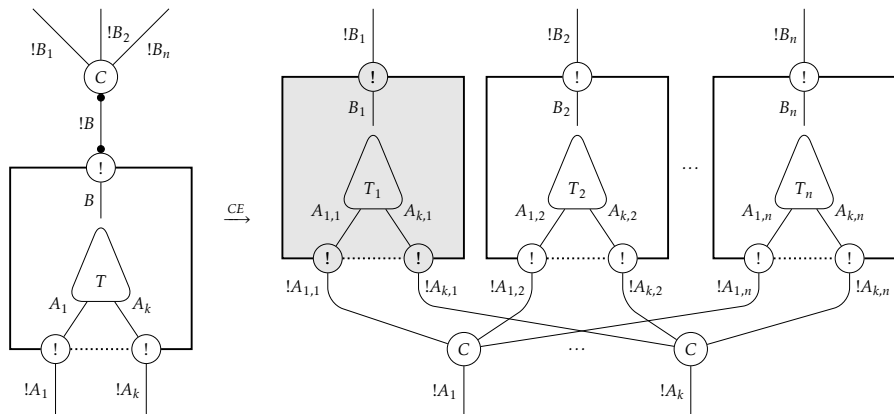 !B₁ !B₂ !Bₙ !B₁ !B₂ !Bₙ
C ! ! !
!B B₁ B₂ Bₙ
! ...
B T₁ T₂ Tₙ
CE
⟶
A₁,₁ Aₖ,₁ A₁,₂ Aₖ,₂ A₁,ₙ Aₖ,ₙ
T ! ! ! ! ! !
A₁ Aₖ !A₁,₁ !Aₖ,₁ !A₁,₂ !Aₖ,₂ !A₁,ₙ !Aₖ,ₙ
! ! C ... C
!A₁ !Aₖ !A₁ !Aₖ